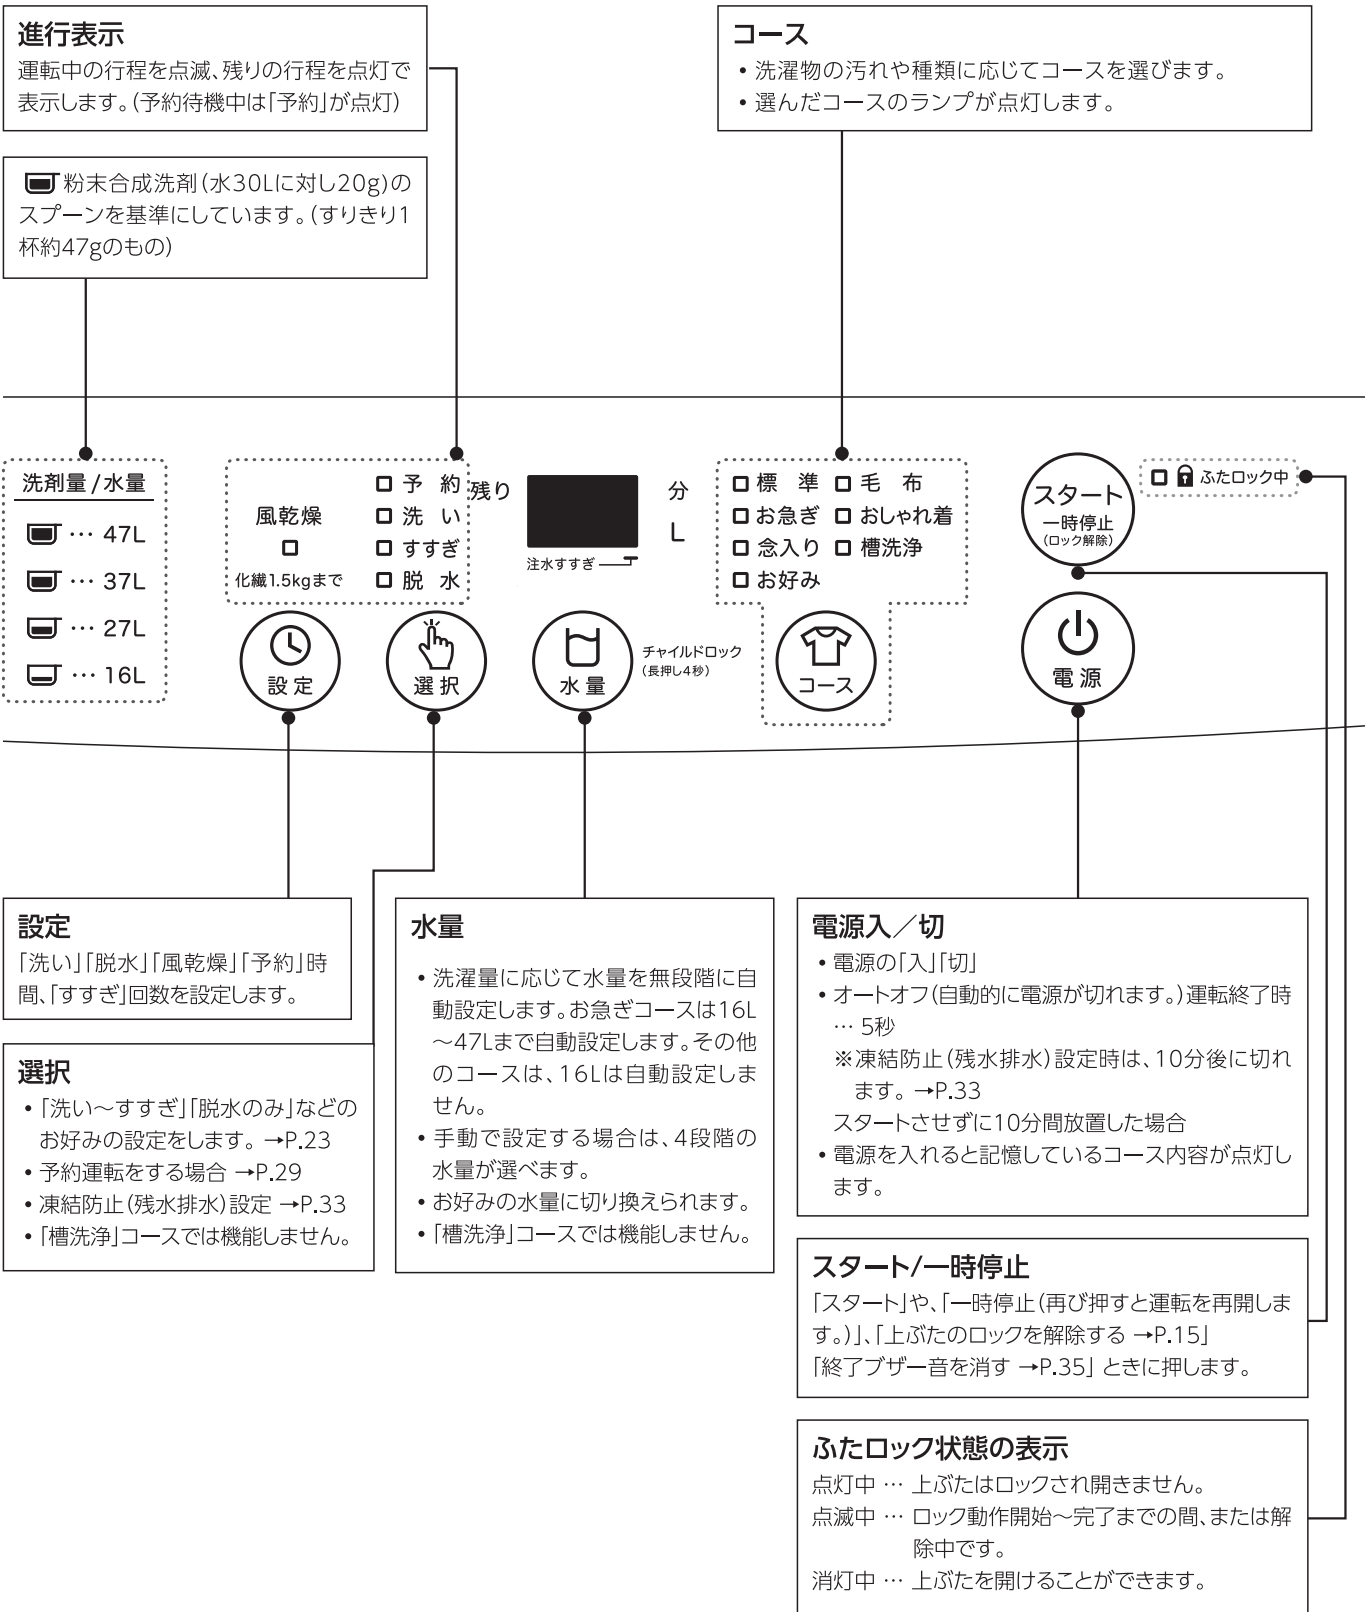 進行表示
運転中の行程を点滅、残りの行程を点灯で
表示します。(予約待機中は「予約」が点灯)
コース
• 洗濯物の汚れや種類に応じてコースを選びます。
• 選んだコースのランプが点灯します。
粉末合成洗剤(水30Lに対し20g)の
スプーンを基準にしています。(すりきり1
杯約47gのもの)
洗剤量/水量
… 47L
… 37L
… 27L
… 16L
風乾燥
化繊1.5kgまで
予約
洗い
すすぎ
脱水
残り
分
L
注水すすぎ
標準
お急ぎ
念入り
お好み
毛布
おしゃれ着
槽洗浄
スタート
一時停止
(ロック解除)
ふたロック中
設定
選択
水量
チャイルドロック
(長押し4秒)
コース
電源
設定
「洗い」「脱水」「風乾燥」「予約」時
間、「すすぎ」回数を設定します。
選択
• 「洗い～すすぎ」「脱水のみ」などの
お好みの設定をします。→P.23
• 予約運転をする場合 →P.29
• 凍結防止(残水排水)設定 →P.33
• 「槽洗浄」コースでは機能しません。
水量
• 洗濯量に応じて水量を無段階に自
動設定します。お急ぎコースは16L
～47Lまで自動設定します。その他
のコースは、16Lは自動設定しま
せん。
• 手動で設定する場合は、4段階の
水量が選べます。
• お好みの水量に切り換えられます。
• 「槽洗浄」コースでは機能しません。
電源入／切
• 電源の「入」「切」
• オートオフ(自動的に電源が切れます。)運転終了時
… 5秒
※凍結防止(残水排水)設定時は、10分後に切れ
ます。→P.33
スタートさせずに10分間放置した場合
• 電源を入れると記憶しているコース内容が点灯し
ます。
スタート/一時停止
「スタート」や、「一時停止(再び押すと運転を再開しま
す。)」、「上ぶたのロックを解除する →P.15」
「終了ブザー音を消す →P.35」 ときに押します。
ふたロック状態の表示
点灯中 … 上ぶたはロックされ開きません。
点滅中 … ロック動作開始～完了までの間、または解
除中です。
消灯中 … 上ぶたを開けることができます。